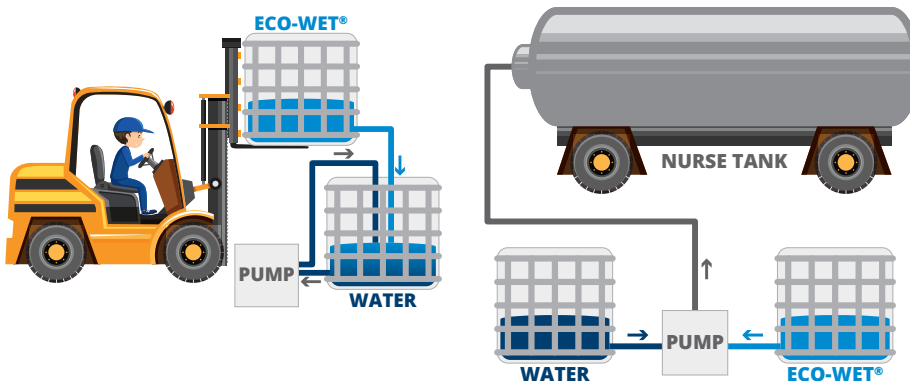 ECO-WET®
PUMP
WATER
NURSE TANK
WATER
PUMP
ECO-WET®